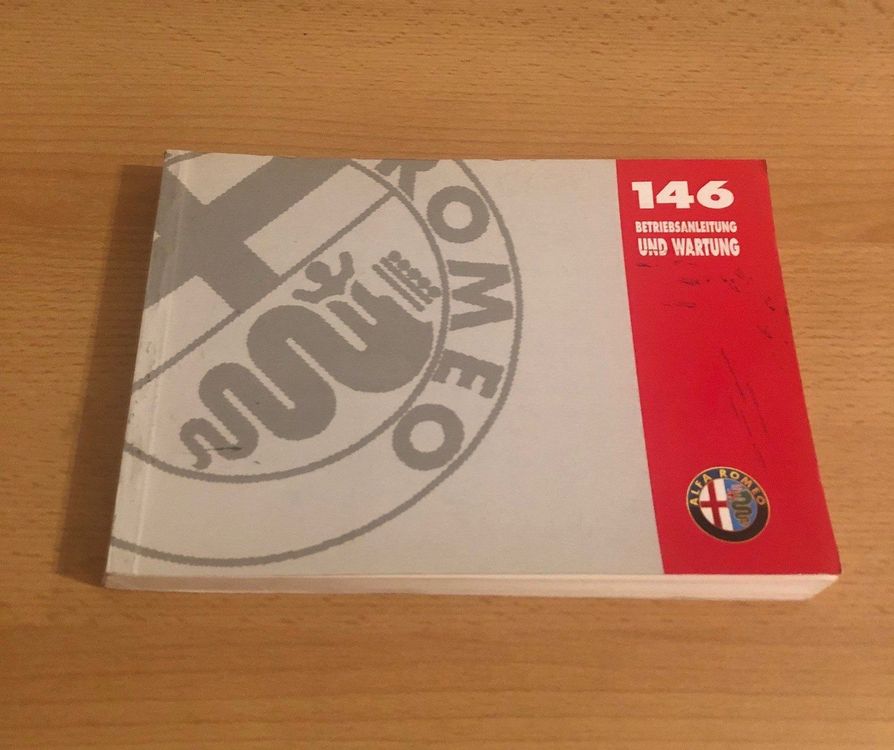 146
BETRIEBSANLEITUNG
UND WARTUNG
ROMEO
ALFA ROMEO